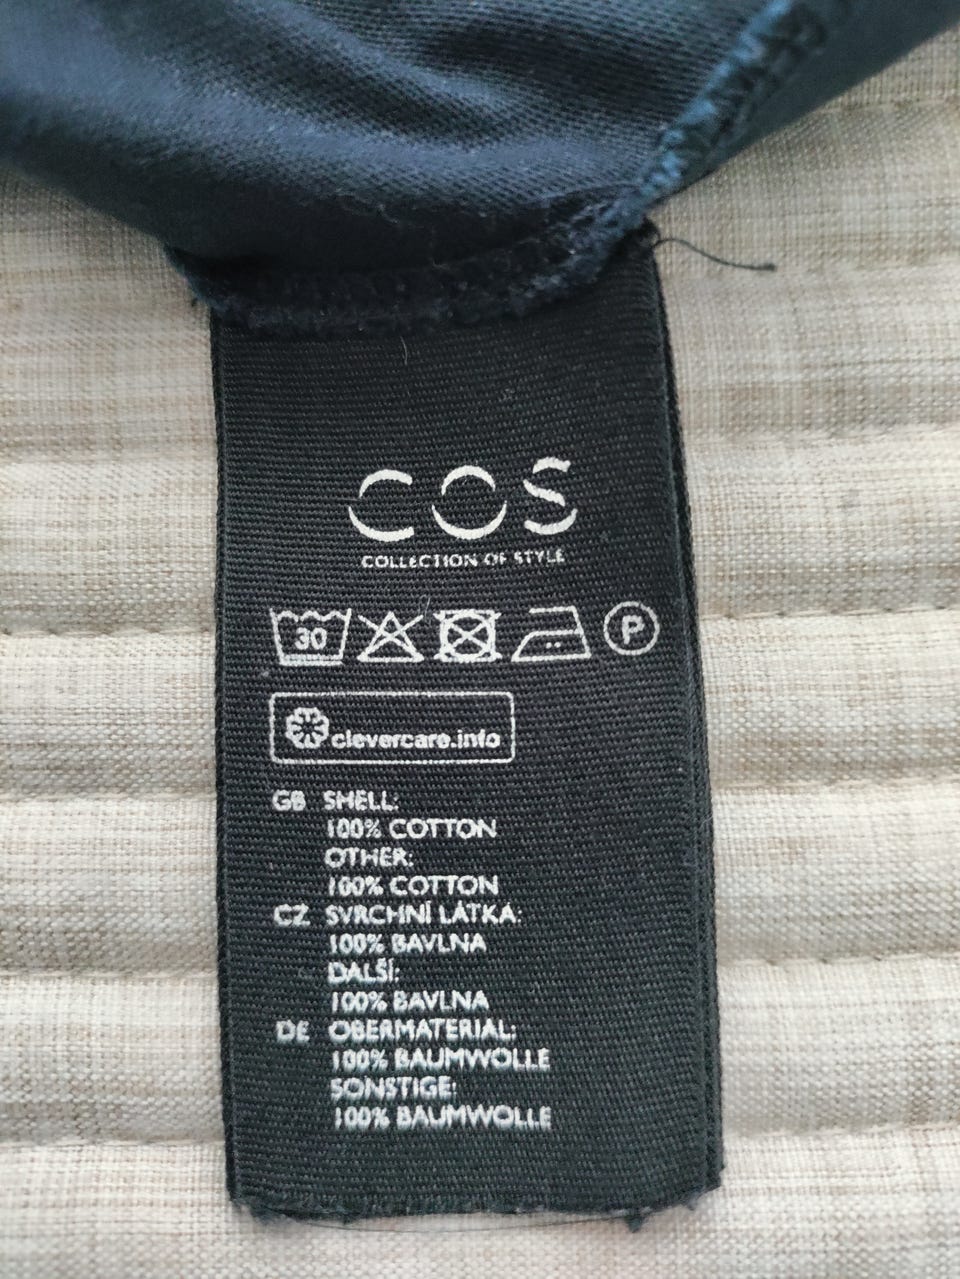 COS
COLLECTION OF STYLE
30 P
clevercare.info
GB SHELL:
100% COTTON
OTHER:
100% COTTON
CZ SVRCHNÍ LÁTKA:
100% BAVLNA
DALŠÍ:
100% BAVLNA
DE OBERMATERIAL:
100% BAUMWOLLE
SONSTIGE:
100% BAUMWOLLE